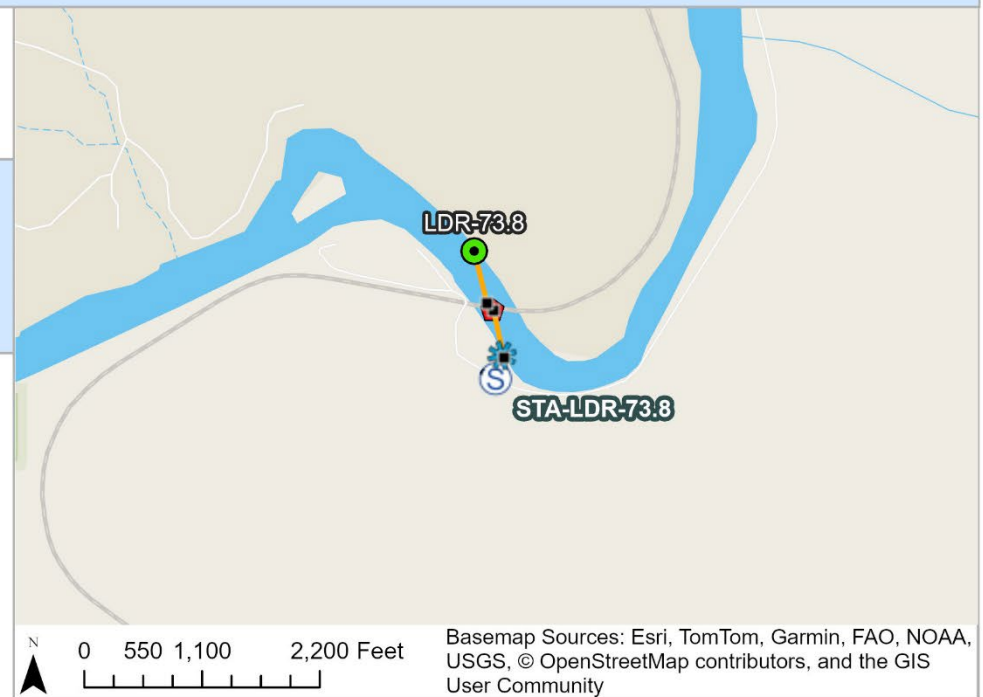 LDR-73.8
S
STA-LDR-73.8
N
0 550 1,100 2,200 Feet
Basemap Sources: Esri, TomTom, Garmin, FAO, NOAA,
USGS, © OpenStreetMap contributors, and the GIS
User Community